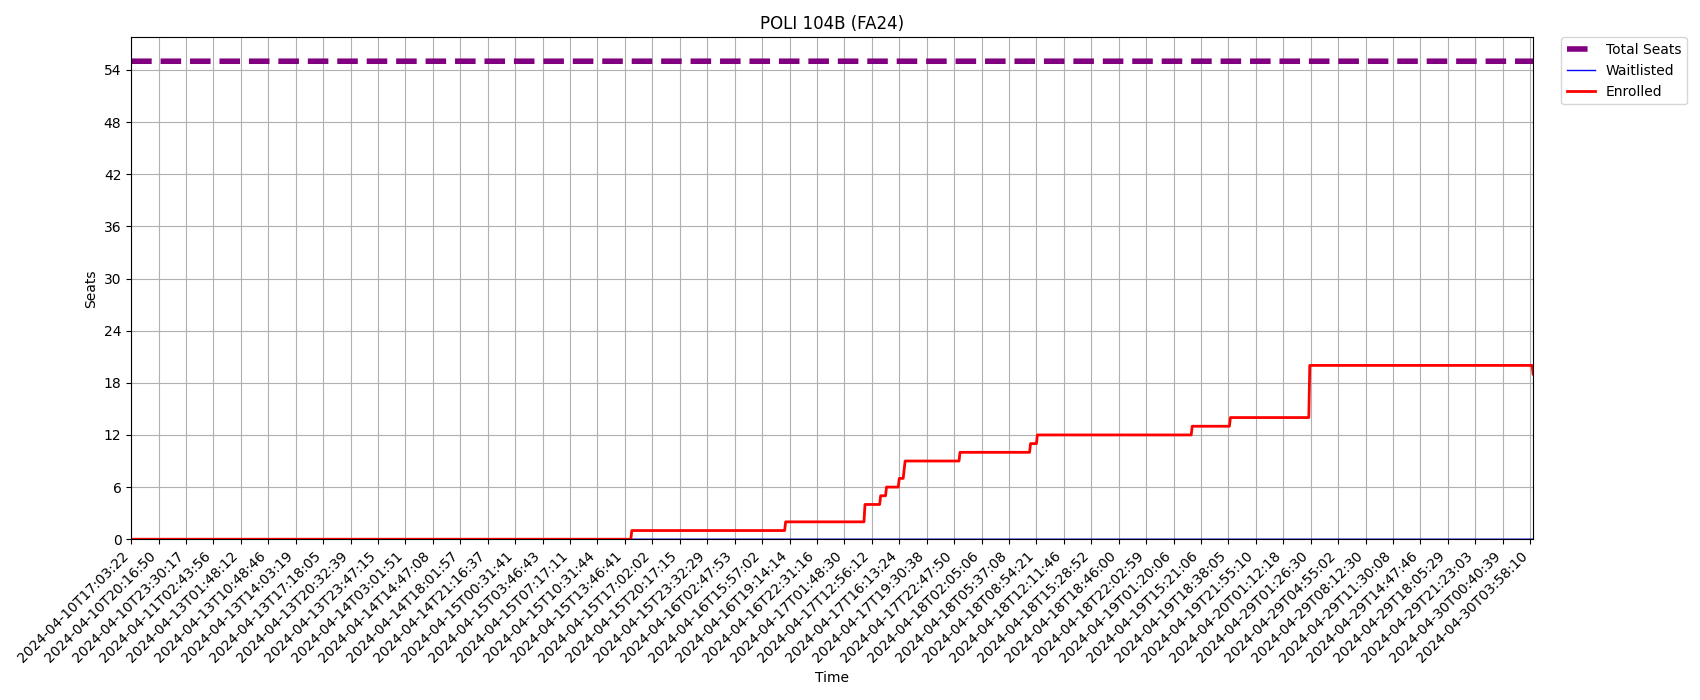 POLI 104B (FA24)
Total Seats
Waitlisted
Enrolled
54
48
42
36
30
24
18
12
6
0
Seats
2024-04-10T17:03:22
2024-04-10T20:16:50
2024-04-10T23:30:17
2024-04-11T02:43:56
2024-04-13T01:48:12
2024-04-13T10:48:46
2024-04-13T14:03:19
2024-04-13T17:18:05
2024-04-13T20:32:39
2024-04-13T23:47:15
2024-04-14T03:01:51
2024-04-14T14:47:08
2024-04-14T18:01:57
2024-04-14T21:16:37
2024-04-15T00:31:41
2024-04-15T03:46:43
2024-04-15T07:17:11
2024-04-15T10:31:44
2024-04-15T13:46:41
2024-04-15T17:02:02
2024-04-15T20:17:15
2024-04-15T23:32:29
2024-04-16T02:47:53
2024-04-16T15:57:02
2024-04-16T19:14:14
2024-04-16T22:31:16
2024-04-17T01:48:30
2024-04-17T12:56:12
2024-04-17T16:13:24
2024-04-17T19:30:38
2024-04-17T22:47:50
2024-04-18T02:05:06
2024-04-18T05:37:08
2024-04-18T08:54:21
2024-04-18T12:11:46
2024-04-18T15:28:52
2024-04-18T18:46:00
2024-04-18T22:02:59
2024-04-19T01:20:06
2024-04-19T15:21:06
2024-04-19T18:38:05
2024-04-19T21:55:10
2024-04-20T01:12:18
2024-04-29T01:26:30
2024-04-29T04:55:02
2024-04-29T08:12:30
2024-04-29T11:30:08
2024-04-29T14:47:46
2024-04-29T18:05:29
2024-04-29T21:23:03
2024-04-30T00:40:39
2024-04-30T03:58:10
Time